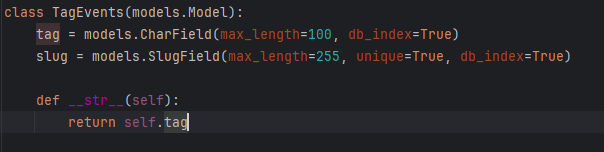 class TagEvents(models.Model):
    tag = models.CharField(max_length=100, db_index=True)
    slug = models.SlugField(max_length=255, unique=True, db_index=True)
    def __str__(self):
        return self.tag